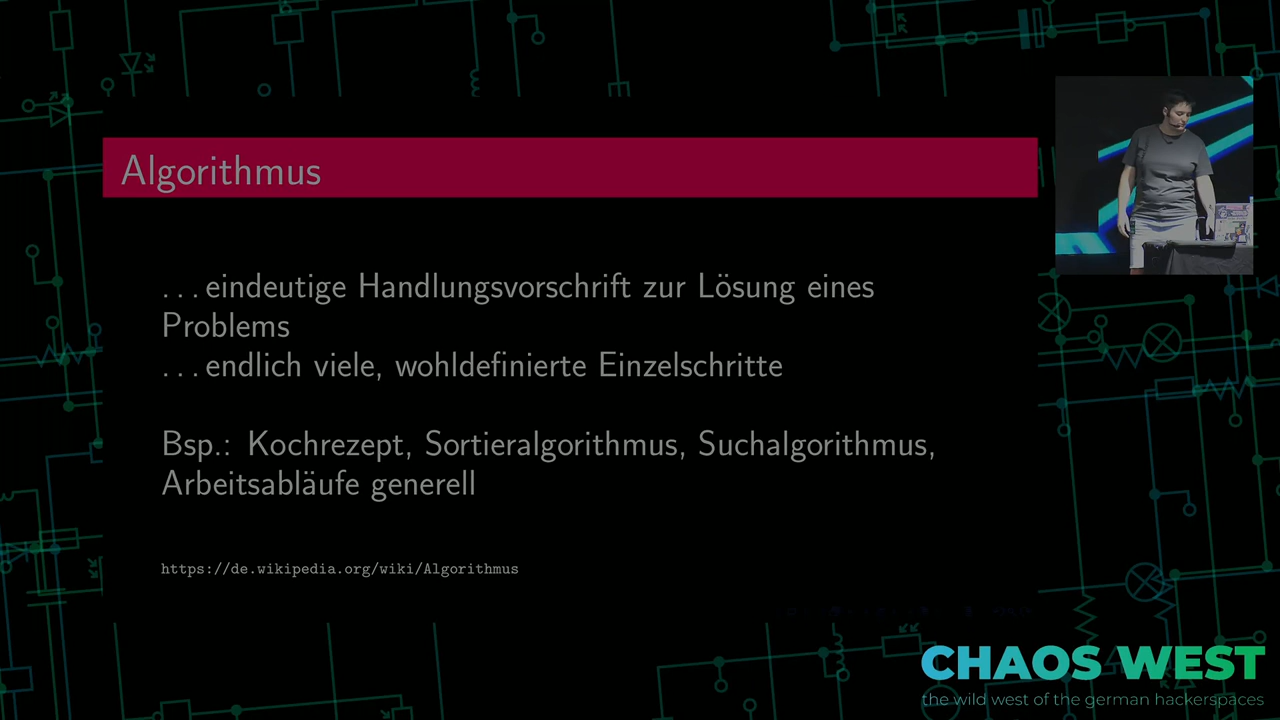 Algorithmus
...eindeutige Handlungsvorschrift zur Lösung eines
Problems
...endlich viele, wohldefinierte Einzelschritte
Bsp.: Kochrezept, Sortieralgorithmus, Suchalgorithmus,
Arbeitsabläufe generell
https://de.wikipedia.org/wiki/Algorithmus
CHAOS WEST
the wild west of the german hackerspaces